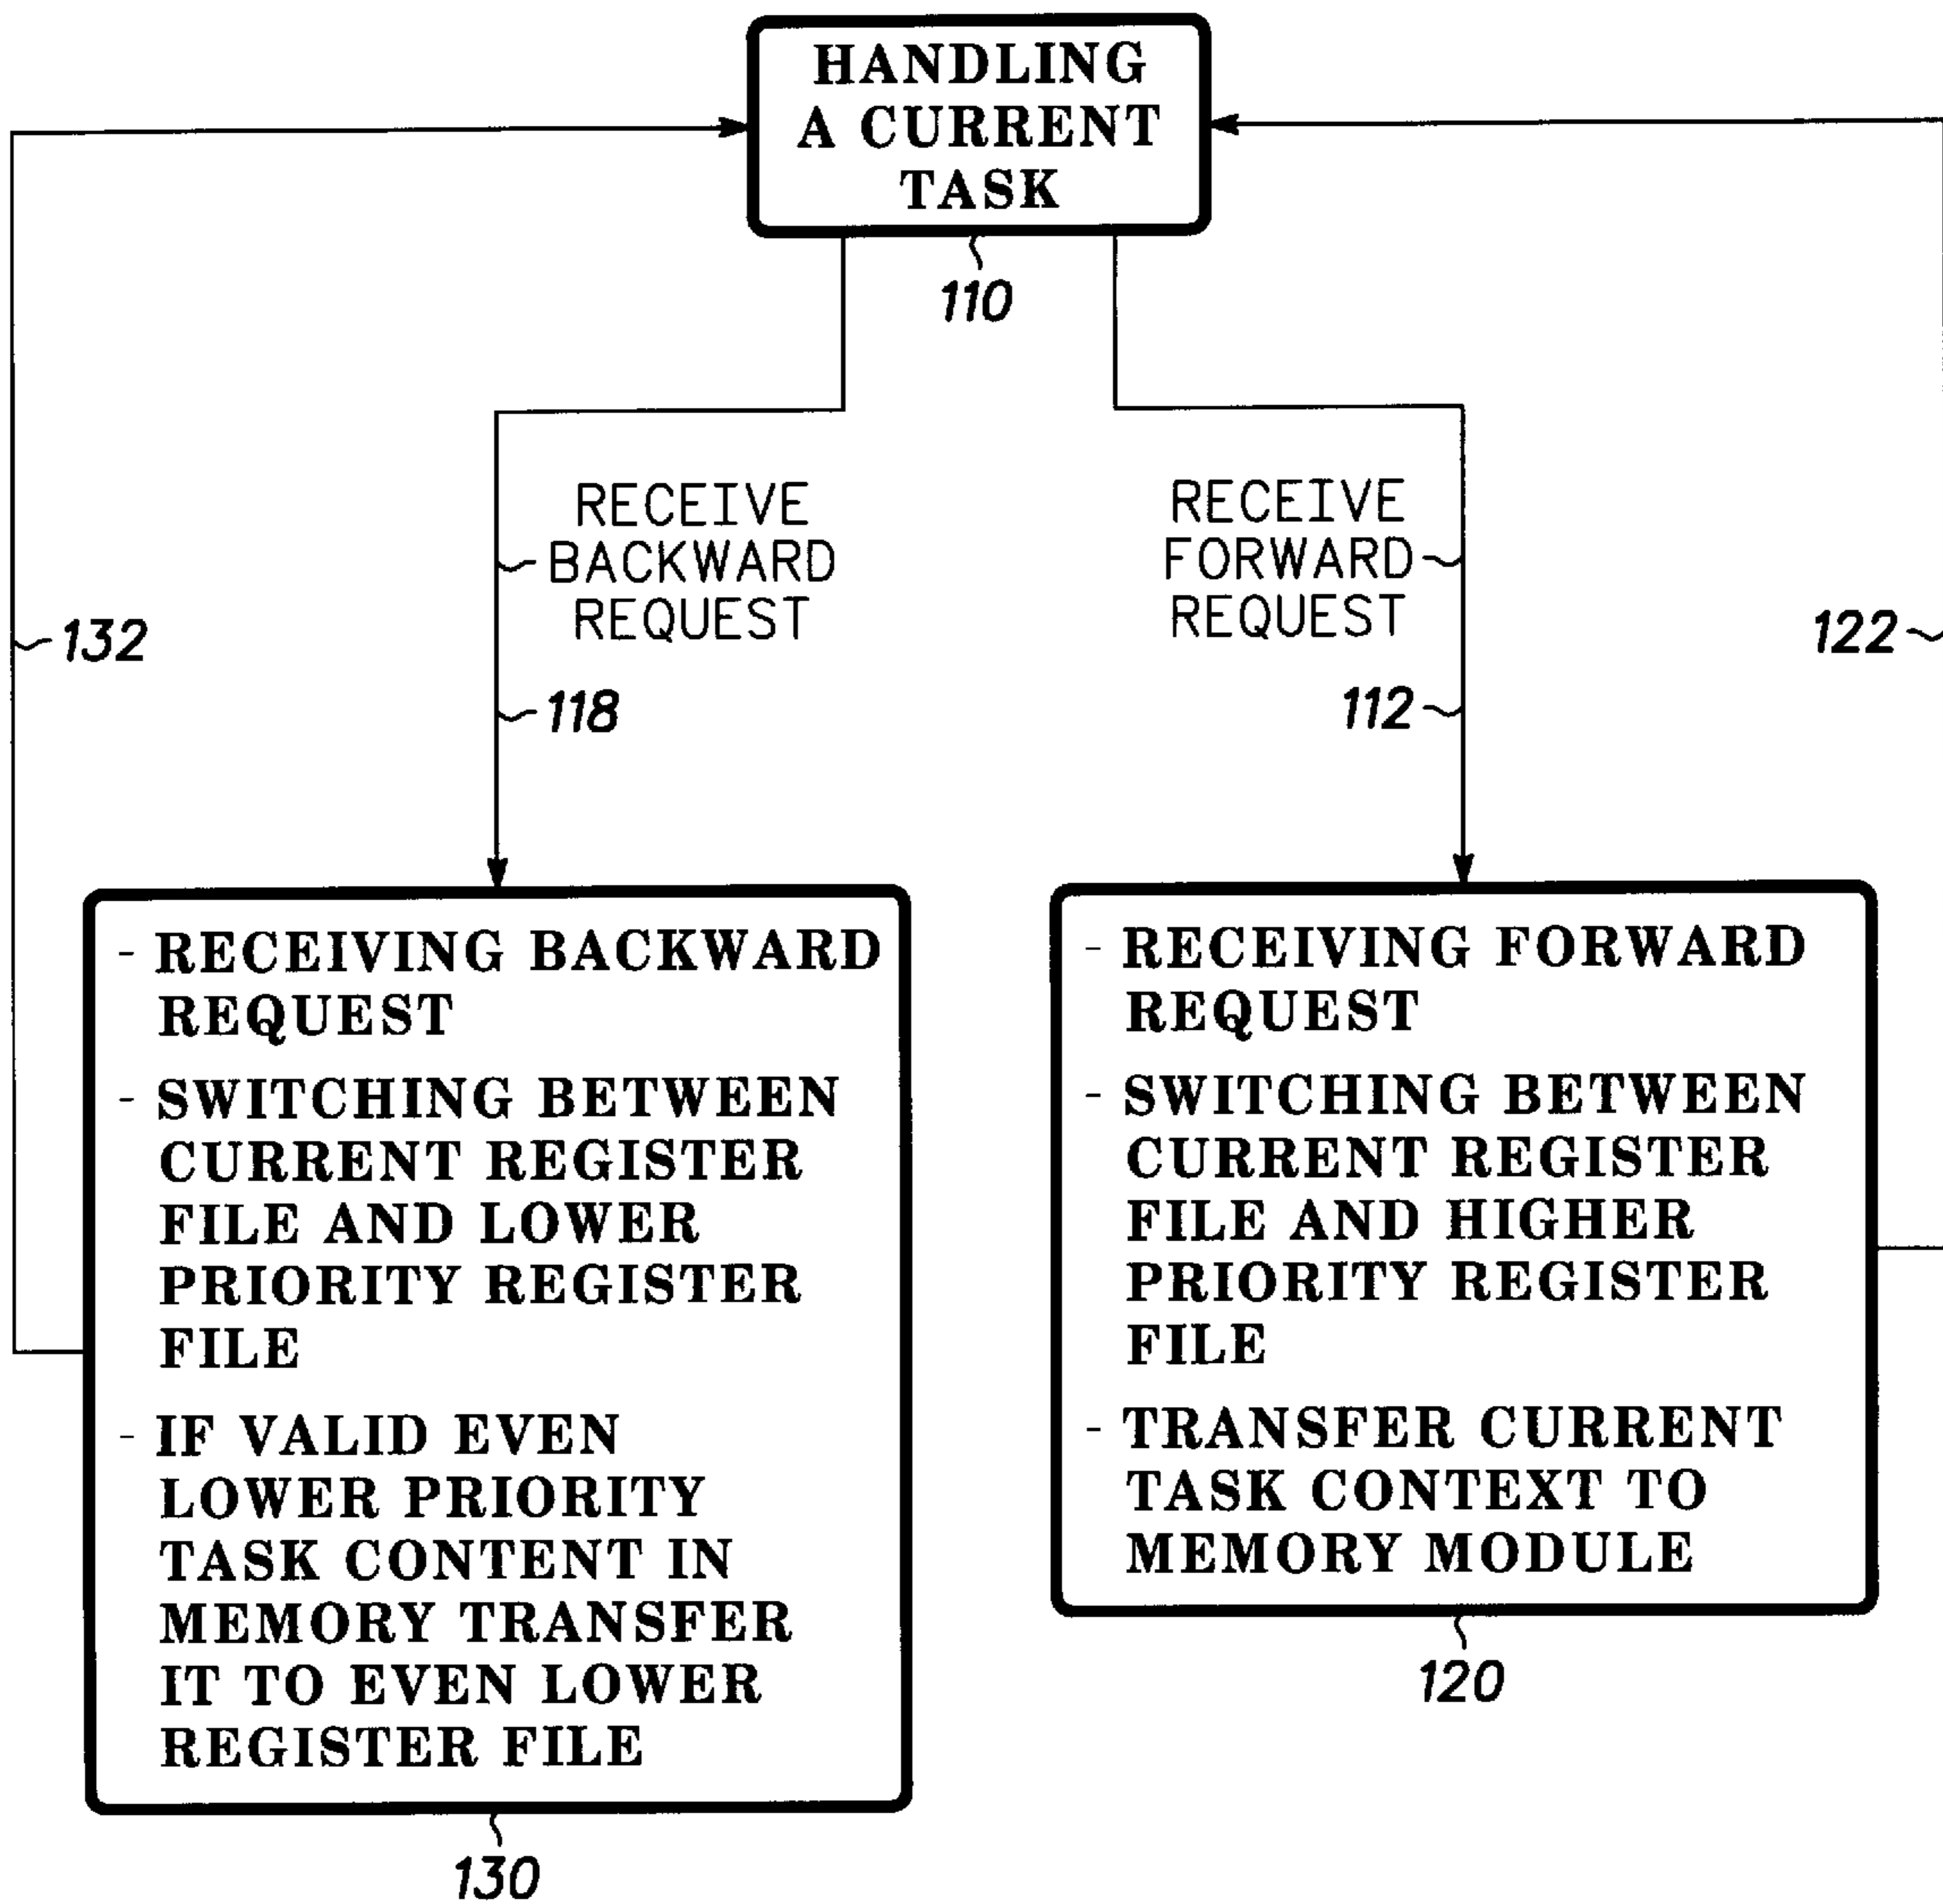 HANDLING
A CURRENT
TASK
110
RECEIVE
BACKWARD
REQUEST
RECEIVE
FORWARD
REQUEST
132
122
118
112
- RECEIVING BACKWARD
REQUEST
- SWITCHING BETWEEN
CURRENT REGISTER
FILE AND LOWER
PRIORITY REGISTER
FILE
- IF VALID EVEN
LOWER PRIORITY
TASK CONTENT IN
MEMORY TRANSFER
IT TO EVEN LOWER
REGISTER FILE
130
- RECEIVING FORWARD
REQUEST
- SWITCHING BETWEEN
CURRENT REGISTER
FILE AND HIGHER
PRIORITY REGISTER
FILE
- TRANSFER CURRENT
TASK CONTEXT TO
MEMORY MODULE
120